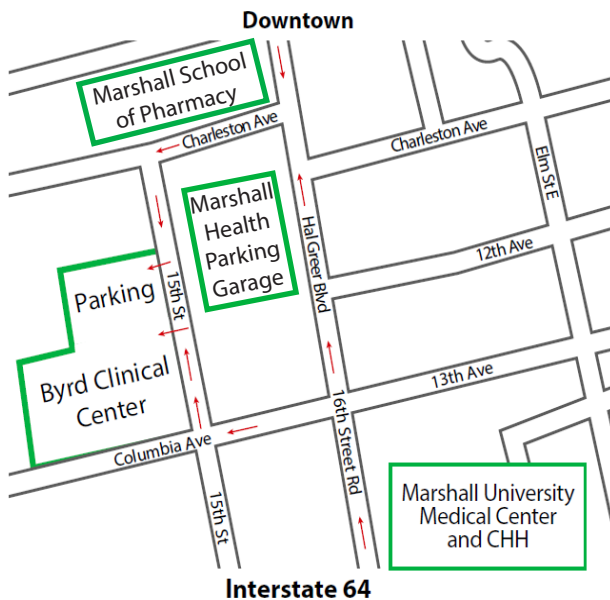 Downtown
Marshall School
of Pharmacy
Charleston Ave
Charleston Ave
Elm St E
Marshall
Health
Parking
Garage
Hal Greer Blvd
12th Ave
Parking
15th St
Byrd Clinical
Center
13th Ave
16th Street Rd
Columbia Ave
15th St
Marshall University
Medical Center
and CHH
Interstate 64